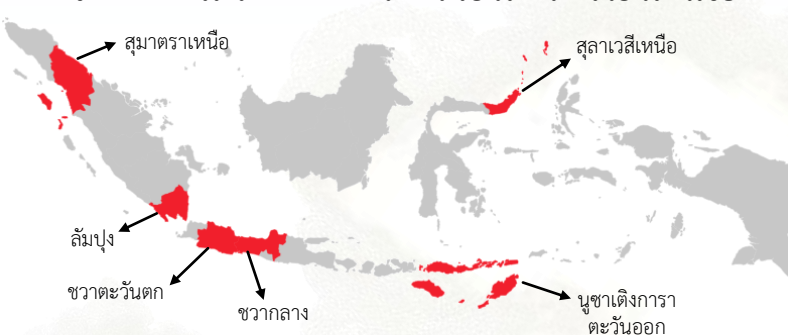 สุมาตราเหนือ
สุลาเวสีเหนือ
ลัมปุง
ชวาตะวันตก
ชวากลาง
นูซาเติงการา
ตะวันออก